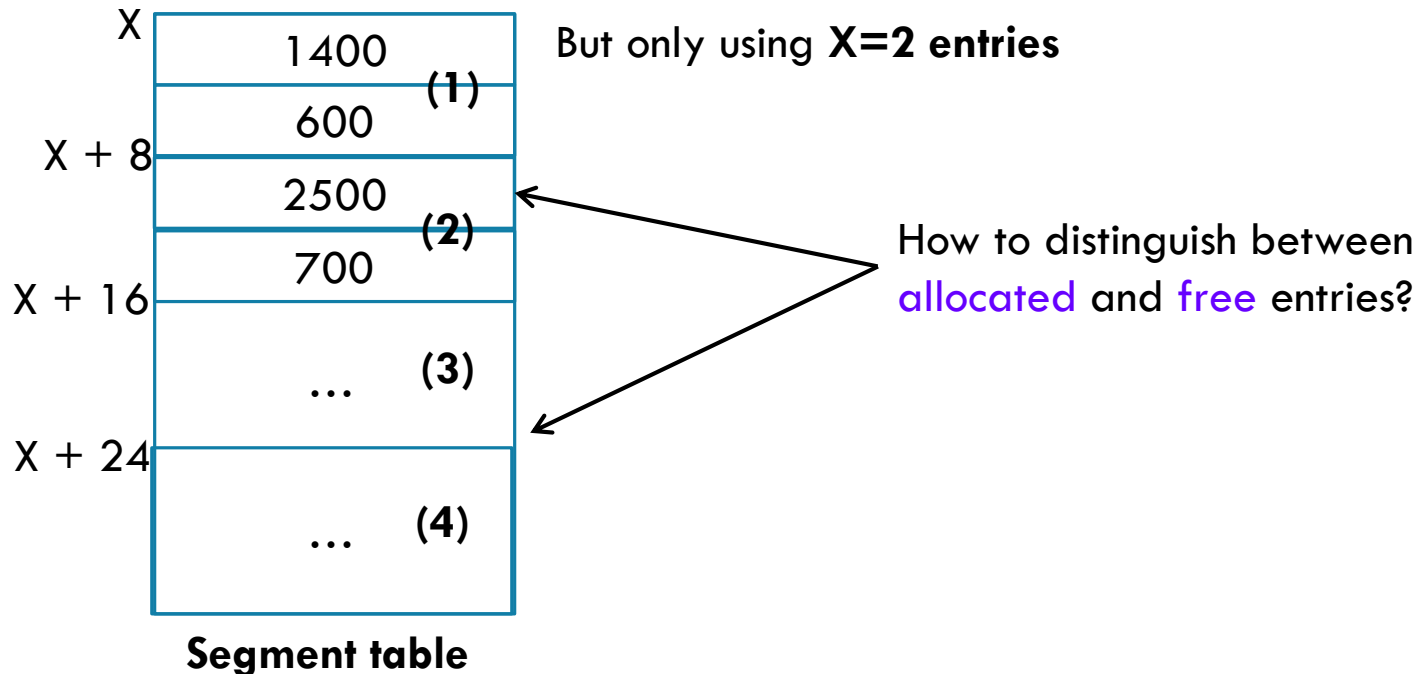 X
1400
But only using X=2 entries
(1)
600
X + 8
2500
(2)
700
How to distinguish between
allocated and free entries?
X + 16
(3)
...
X + 24
(4)
...
Segment table